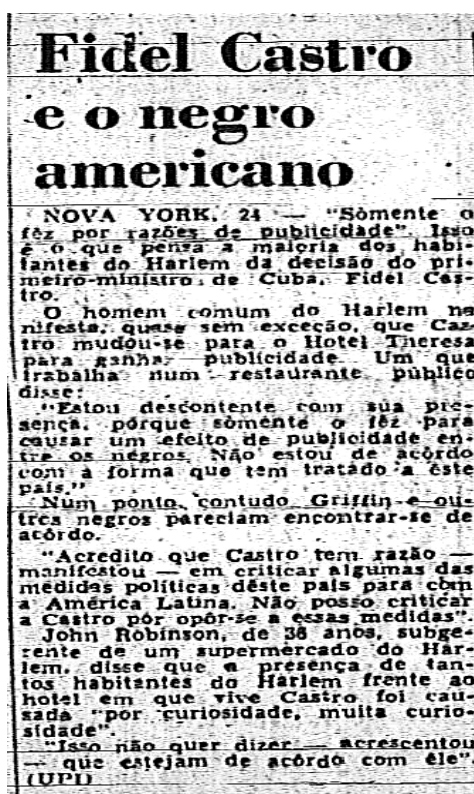 Fidel Castro
e o negro
americano
NOVA YORK, 24 — "Sòmente o
fêz por razões de publicidade". Isso
é o que pensa a maioria dos habi-
tantes do Harlem da decisão do pri-
meiro-ministro de Cuba, Fidel Cas-
tro.
O homem comum do Harlem ma
nifesta, quase sem exceção, que Cas
tro mudou-se para o Hotel Theresa
para ganhar publicidade. Um que
trabalha num restaurante público
disse:
"Estou descontente com sua pre
sença, porque sòmente o fêz para
causar um efeito de publicidade en-
tre os negros. Não estou de acôrdo
com a forma que tem tratado a êste
país."
Num ponto, contudo Griffin e ou
tros negros pareciam encontrar-se de
acôrdo.
"Acredito que Castro tem razão —
manifestou — em criticar algumas das
medidas políticas dêste país para com
a América Latina. Não posso criticar
a Castro por opôr-se a essas medidas".
John Robinson, de 36 anos, subge-
rente de um supermercado do Har-
lem, disse que a presença de tan-
tos habitantes do Harlem frente ao
hotel em que vive Castro foi cau
sada "por curiosidade, muita curio-
sidade".
"Isso não quer dizer — acrescentou
— que estejam de acôrdo com êle".
(UPI)